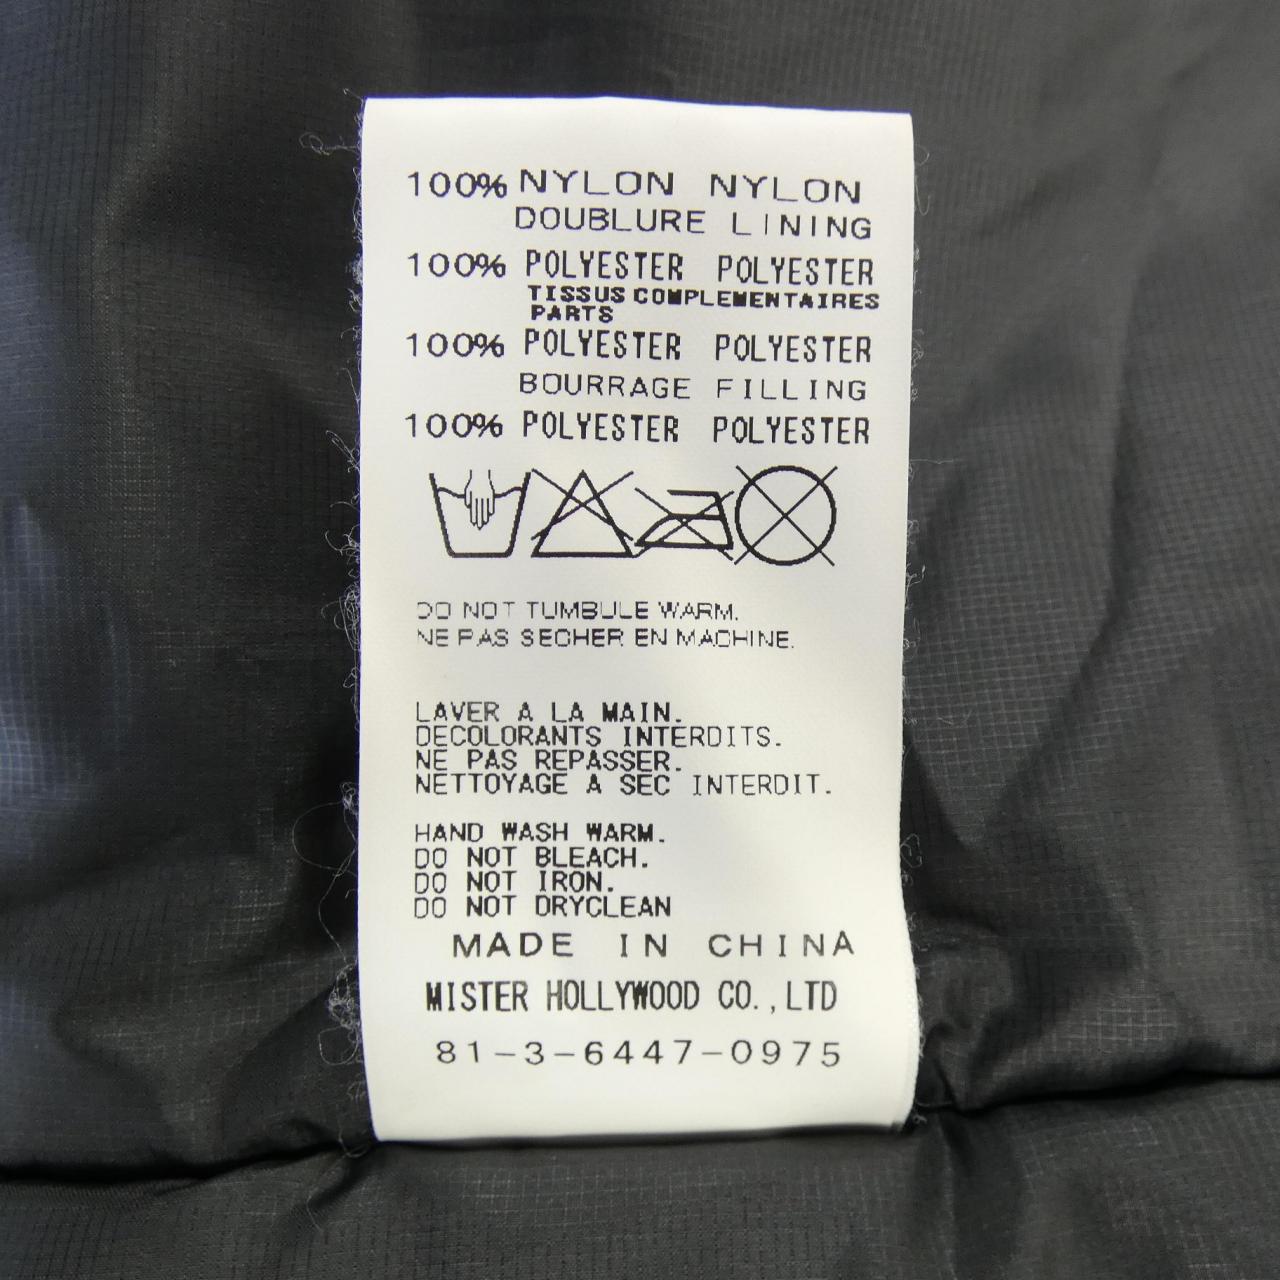 100% NYLON NYLON
DOUBLURE LINING
100% POLYESTER POLYESTER
TISSUS COMPLEMENTAIRES
PARTS
100% POLYESTER POLYESTER
BOURRAGE FILLING
100% POLYESTER POLYESTER
DO NOT TUMBULE WARM.
NE PAS SECHER EN MACHINE.
LAVER A LA MAIN.
DECOLORANTS INTERDITS.
NE PAS REPASSER.
NETTOYAGE A SEC INTERDIT.
HAND WASH WARM.
DO NOT BLEACH.
DO NOT IRON.
DO NOT DRYCLEAN
MADE IN CHINA
MISTER HOLLYWOOD CO.,LTD
81-3-6447-0975